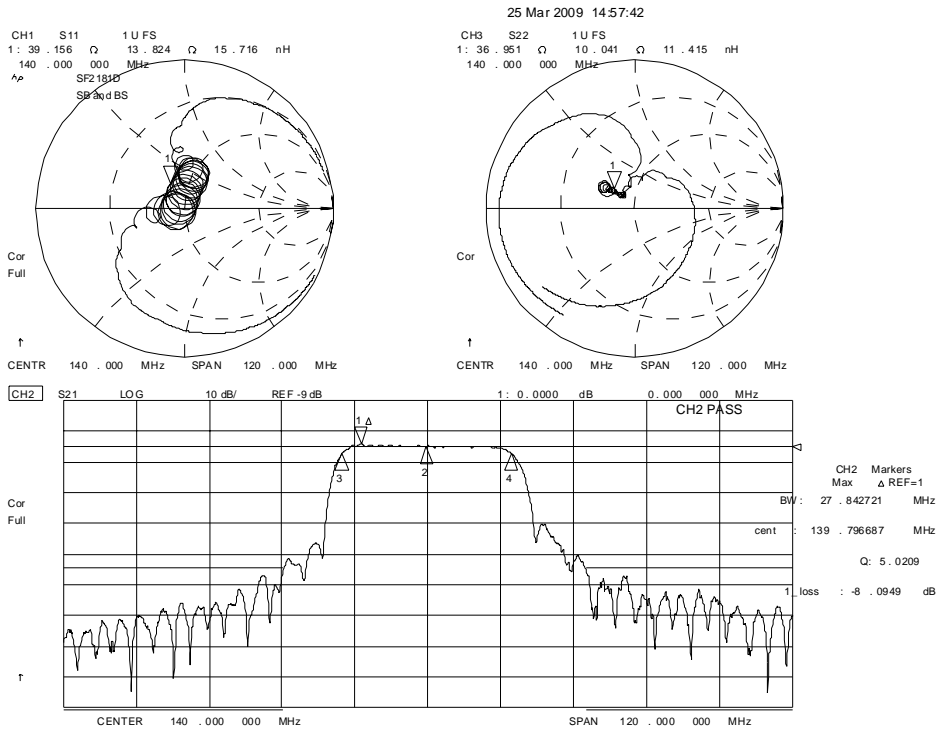 25 Mar 2009 14:57:42
CH1 S11 1 U FS
1: 39 .156 Ω 13 .824 Ω 15 .716 nH
140 .000 000 MHz
SF2181D
SB and BS
1
Cor
Full
↑
CENTR 140 .000 MHz SPAN 120 .000 MHz
CH3 S22 1 U FS
1: 36 .951 Ω 10 .041 Ω 11 .415 nH
140 .000 000 MHz
1
Cor
↑
CENTR 140 .000 MHz SPAN 120 .000 MHz
CH2 S21 LOG 10 dB/ REF -9 dB 1: 0.0000 dB 0.000 000 MHz
CH2 PASS
1 Δ
3
2
4
Cor
Full
↑
CH2 Markers
Max Δ REF=1
BW: 27 .842721 MHz
cent : 139 .796687 MHz
Q: 5.0209
1_loss : -8 .0949 dB
CENTER 140 .000 000 MHz SPAN 120 .000 000 MHz